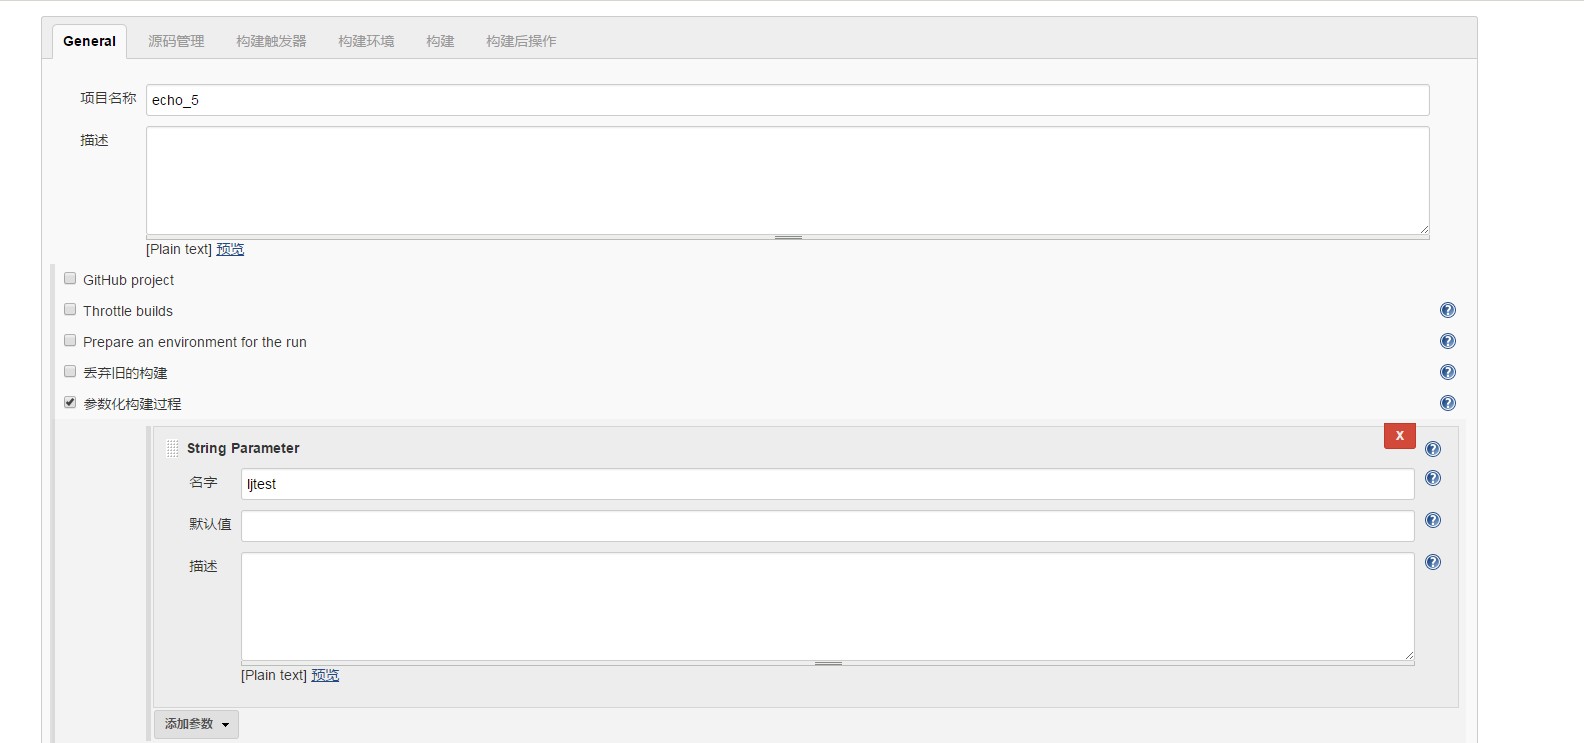 General 源码管理 构建触发器 构建环境 构建 构建后操作
项目名称 echo_5
描述
[Plain text] 预览
GitHub project
Throttle builds
Prepare an environment for the run
丢弃旧的构建
参数化构建过程
X
String Parameter
名字 ljtest
默认值
描述
[Plain text] 预览
添加参数